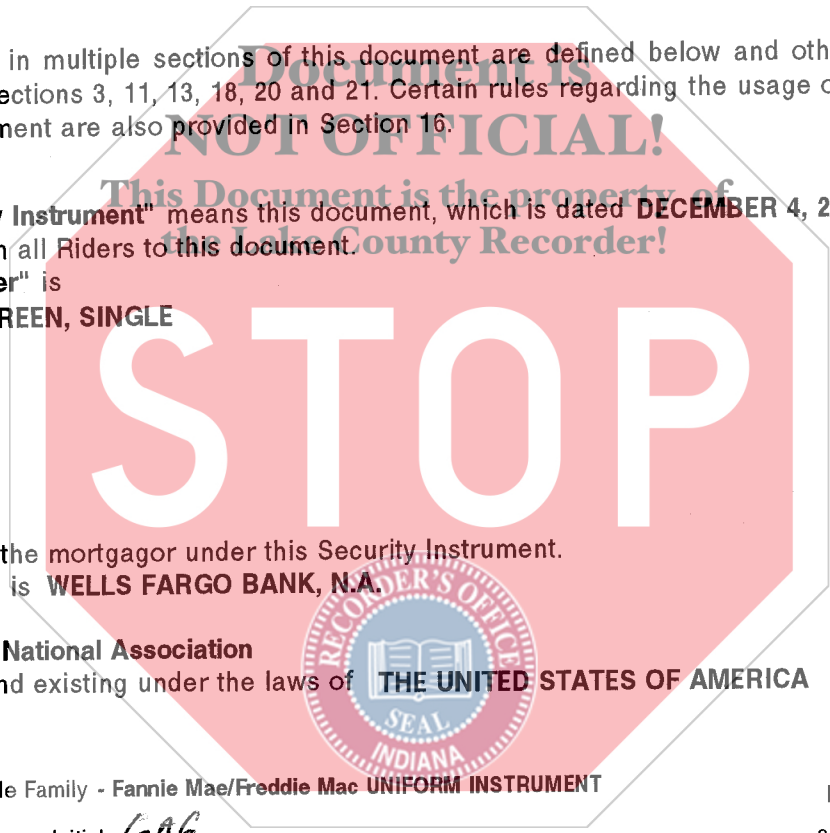 in multiple sections of this document are defined below and oth
ections 3, 11, 13, 18, 20 and 21. Certain rules regarding the usage o
ment are also provided in Section 16.
Document is
NOT OFFICIAL!
This Document is the property of
the Lake County Recorder!
y Instrument" means this document, which is dated DECEMBER 4, 2
h all Riders to this document.
er" is
REEN, SINGLE
STOP
the mortgagor under this Security Instrument.
is WELLS FARGO BANK, N.A.
National Association
nd existing under the laws of THE UNITED STATES OF AMERICA
RECORDER'S OFFICE
SEAL
INDIANA
le Family - Fannie Mae/Freddie Mac UNIFORM INSTRUMENT